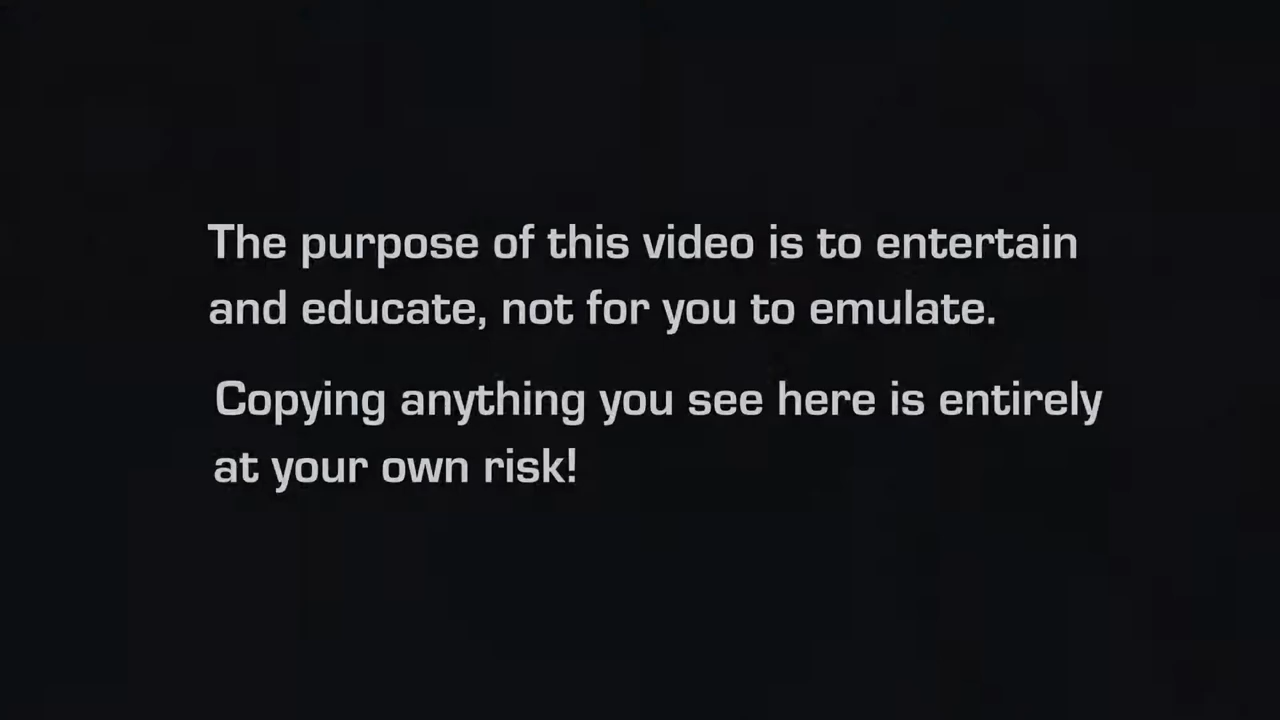 The purpose of this video is to entertain
and educate, not for you to emulate.
Copying anything you see here is entirely
at your own risk!